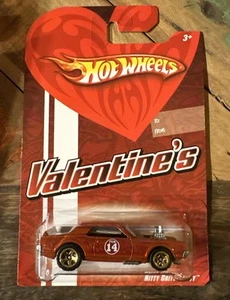 Hot Wheels
3+
TO:
FROM:
Valentine's
14